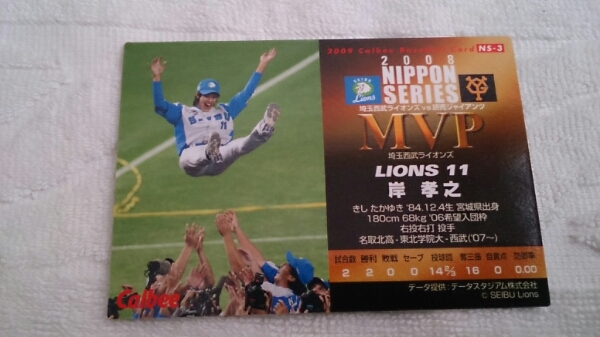 2009 Calbee Baseball Card NS-3
2008
NIPPON
SERIES
Lions
埼玉西武ライオンズ vs 読売ジャイアンツ
MVP
埼玉西武ライオンズ
LIONS 11
岸 孝之
きし たかゆき '84.12.4生 宮城県出身
180cm 68kg '06希望入団枠
右投右打 投手
名取北高-東北学院大-西武('07~)
試合数 勝利 敗戦 セーブ 投球回 奪三振 自責点 防御率
2 2 0 0 14 2/3 16 0 0.00
データ提供:データスタジアム株式会社
© SEIBU Lions
Calbee